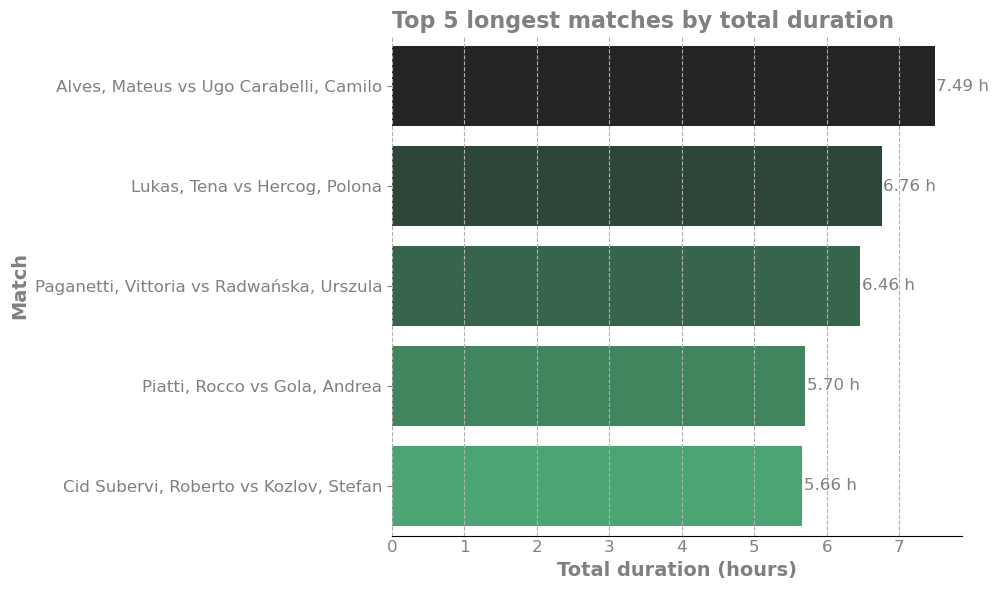 Top 5 longest matches by total duration
Match
Alves, Mateus vs Ugo Carabelli, Camilo
7.49 h
Lukas, Tena vs Hercog, Polona
6.76 h
Paganetti, Vittoria vs Radwańska, Urszula
6.46 h
Piatti, Rocco vs Gola, Andrea
5.70 h
Cid Subervi, Roberto vs Kozlov, Stefan
5.66 h
0 1 2 3 4 5 6 7
Total duration (hours)